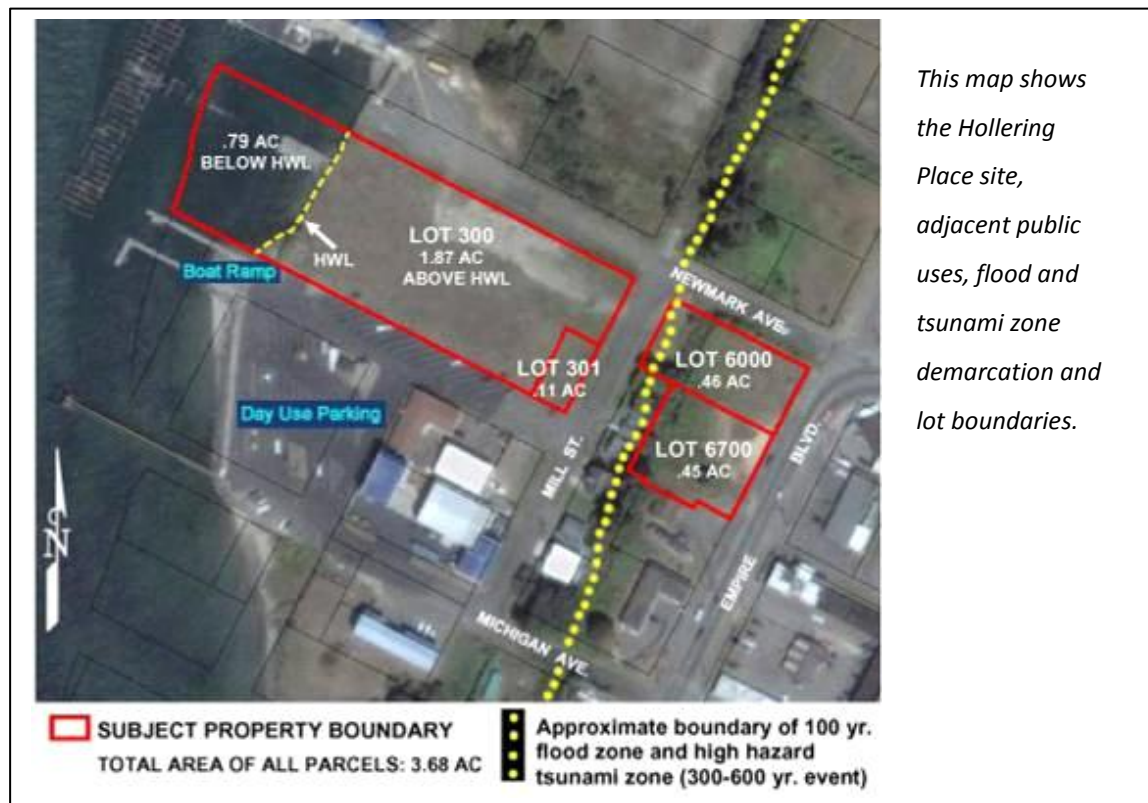 .79 AC
BELOW HWL
HWL
LOT 300
1.87 AC
ABOVE HWL
Boat Ramp
NEWMARK AVE.
LOT 301
.11 AC
LOT 6000
.46 AC
Day Use Parking
LOT 6700
.45 AC
MILL ST.
EMPIRE BLVD.
MICHIGAN AVE.
N
This map shows
the Hollering
Place site,
adjacent public
uses, flood and
tsunami zone
demarcation and
lot boundaries.
SUBJECT PROPERTY BOUNDARY
TOTAL AREA OF ALL PARCELS: 3.68 AC
Approximate boundary of 100 yr.
flood zone and high hazard
tsunami zone (300-600 yr. event)